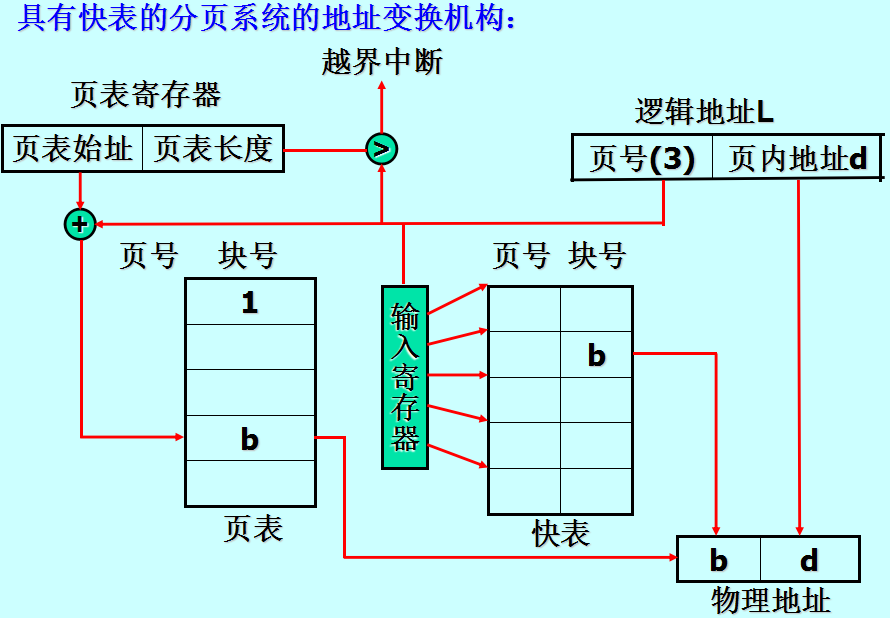 具有快表的分页系统的地址变换机构：
越界中断
页表寄存器
逻辑地址L
页表始址 页表长度
>
页号(3) 页内地址d
+
页号 块号
页号 块号
1
输入寄存器
b
b
页表
快表
b d
物理地址